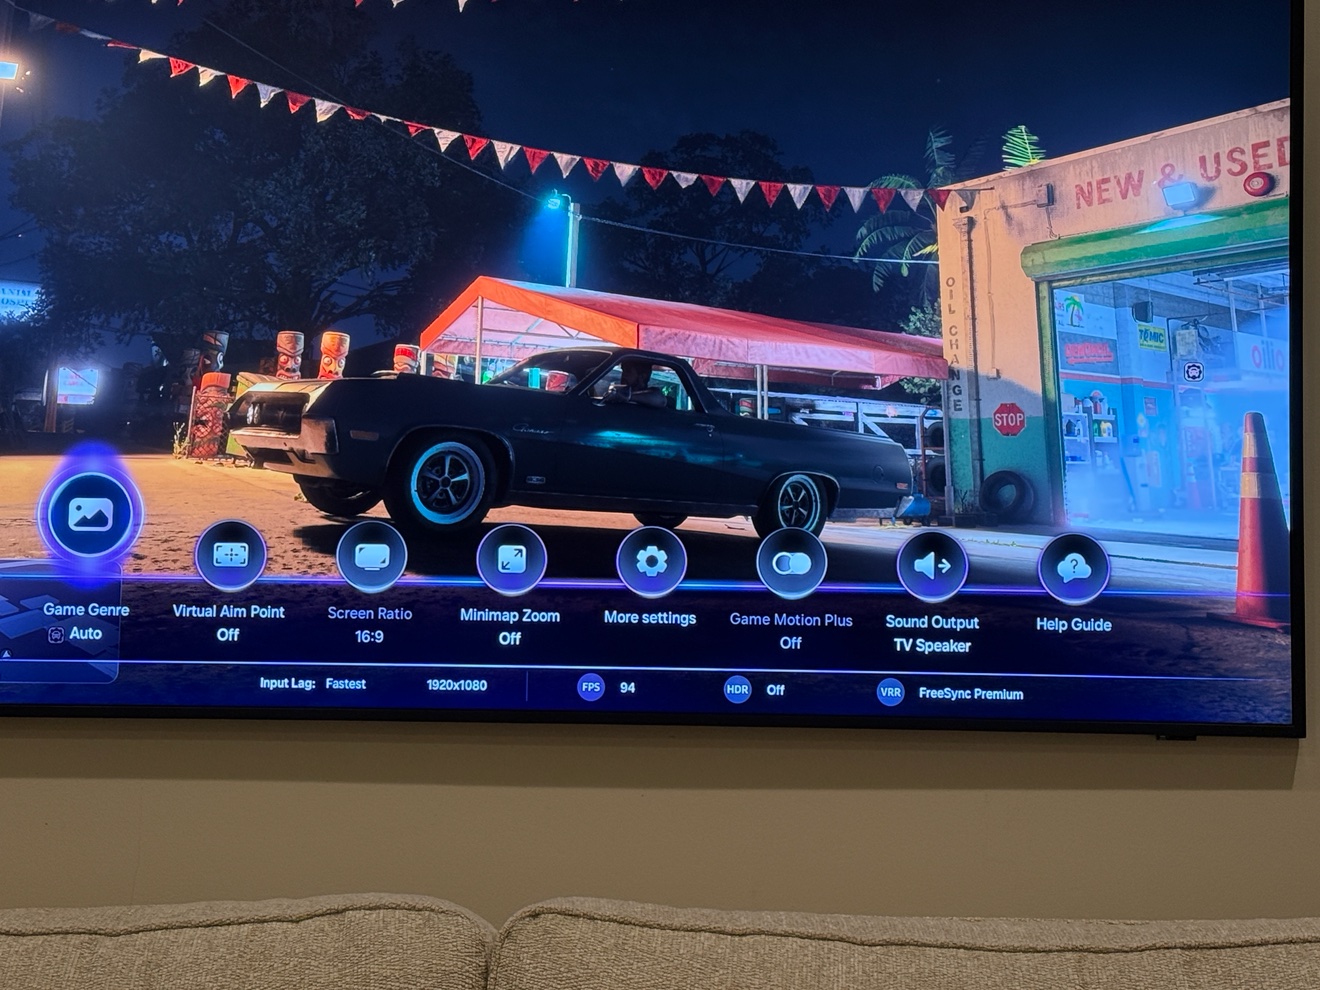 NEW & USED
OIL CHANGE
STOP
Game Genre
Auto
Virtual Aim Point
Off
Screen Ratio
16:9
Minimap Zoom
Off
More settings
Game Motion Plus
Off
Sound Output
TV Speaker
Help Guide
Input Lag: Fastest
1920x1080
FPS 94
HDR Off
VRR FreeSync Premium